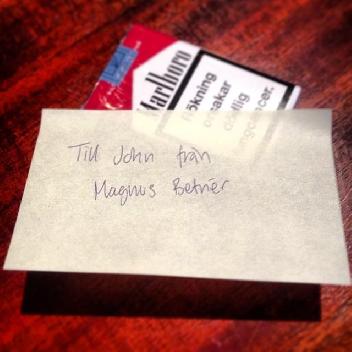 Marlboro
Rökning
orsakar
dödlig
lungcancer.
Till John från
Magnus Betnér